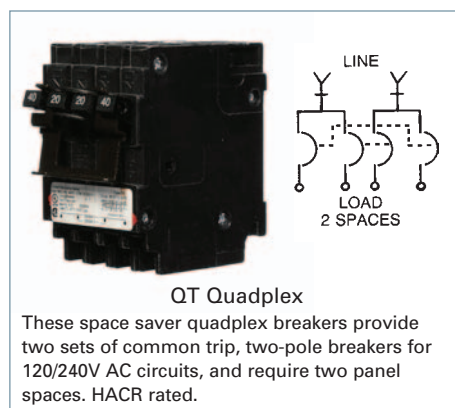 40 20 20 40
LINE
LOAD
2 SPACES
QT Quadplex
These space saver quadplex breakers provide
two sets of common trip, two-pole breakers for
120/240V AC circuits, and require two panel
spaces. HACR rated.